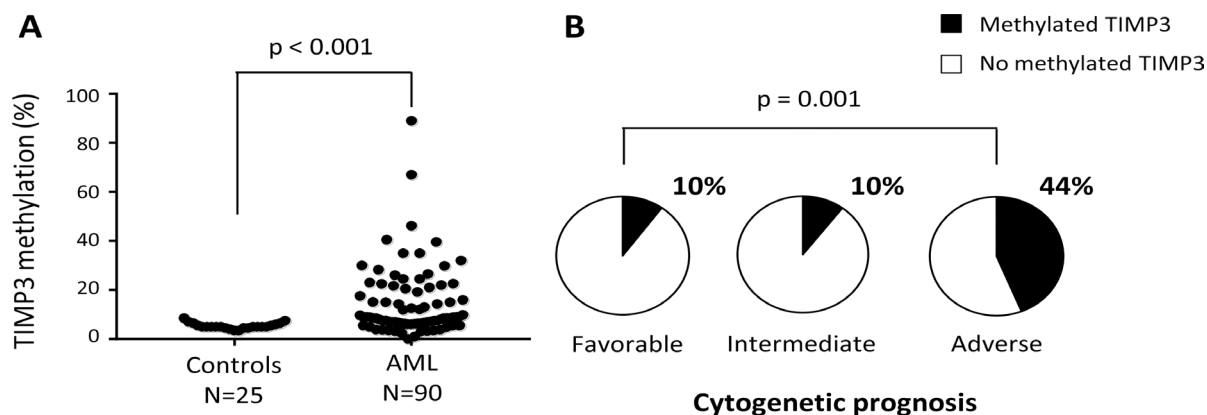 A
p < 0.001
TIMP3 methylation (%)
100
80
60
40
20
0
Controls
N=25
AML
N=90
B
Methylated TIMP3
No methylated TIMP3
p = 0.001
10%
10%
44%
Favorable
Intermediate
Adverse
Cytogenetic prognosis